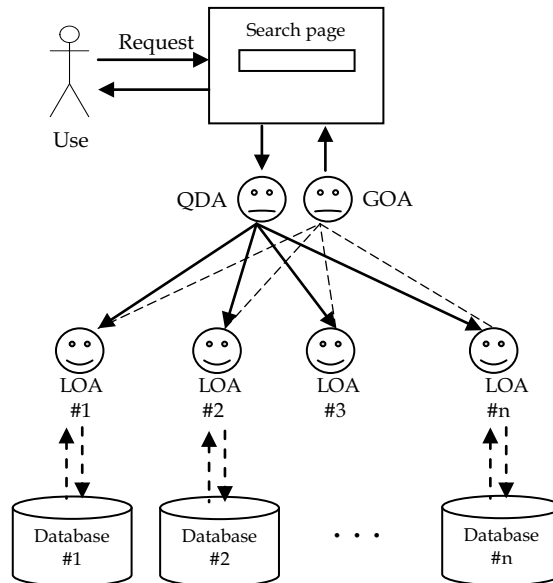 Search page
Request
Use
QDA GOA
LOA LOA LOA LOA
#1 #2 #3 #n
Database Database . . . Database
#1 #2 #n